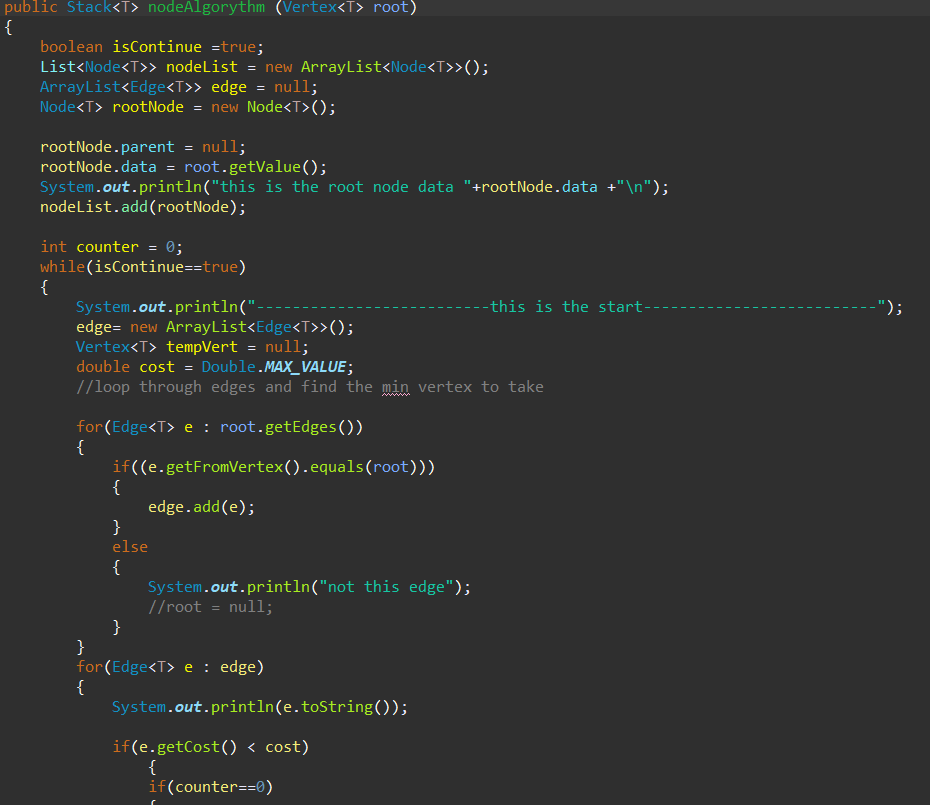 public Stack<T> nodeAlgorythm (Vertex<T> root)
{
    boolean isContinue =true;
    List<Node<T>> nodeList = new ArrayList<Node<T>>();
    ArrayList<Edge<T>> edge = null;
    Node<T> rootNode = new Node<T>();

    rootNode.parent = null;
    rootNode.data = root.getValue();
    System.out.println("this is the root node data "+rootNode.data +"\n");
    nodeList.add(rootNode);

    int counter = 0;
    while(isContinue==true)
    {
        System.out.println("--------------------------this is the start--------------------------");
        edge= new ArrayList<Edge<T>>();
        Vertex<T> tempVert = null;
        double cost = Double.MAX_VALUE;
        //loop through edges and find the min vertex to take

        for(Edge<T> e : root.getEdges())
        {
            if((e.getFromVertex().equals(root)))
            {
                edge.add(e);
            }
            else
            {
                System.out.println("not this edge");
                //root = null;
            }
        }
        for(Edge<T> e : edge)
        {
            System.out.println(e.toString());

            if(e.getCost() < cost)
                {
                if(counter==0)
                {